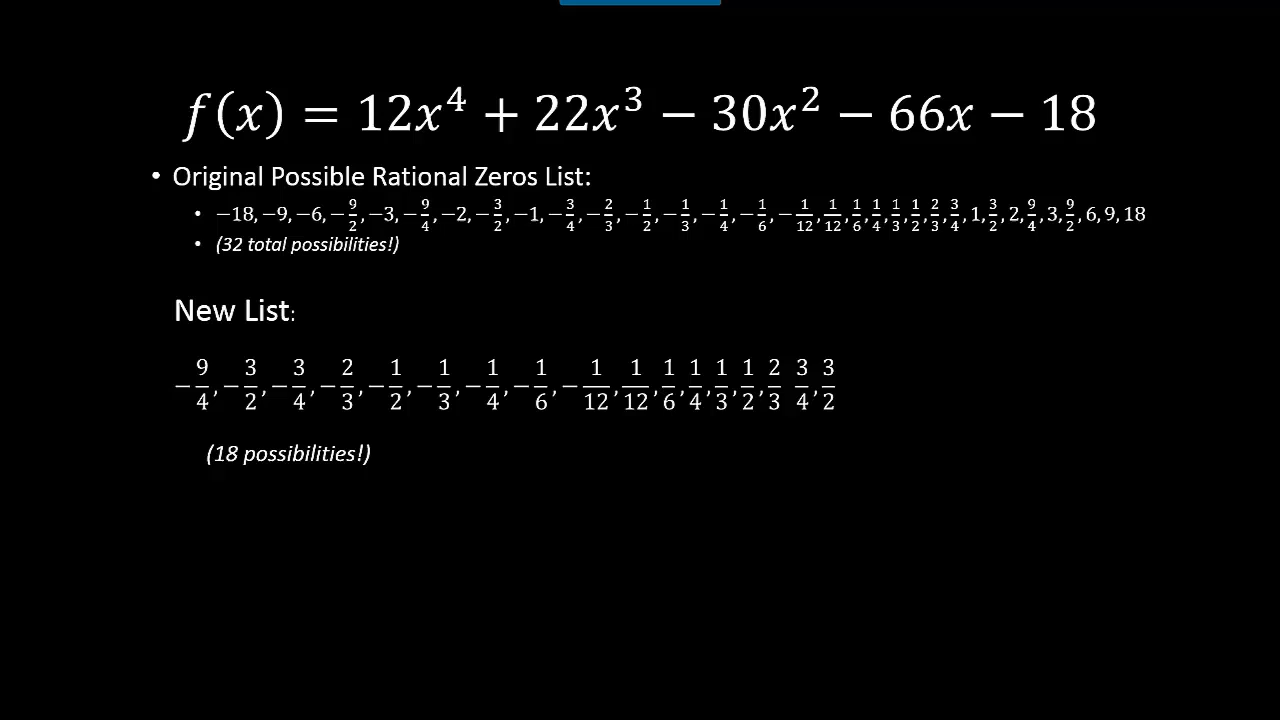 f(x) = 12x⁴ + 22x³ − 30x² − 66x − 18
• Original Possible Rational Zeros List:
• −18, −9, −6, −9/2, −3, −9/4, −2, −3/2, −1, −3/4, −2/3, −1/2, −1/3, −1/4, −1/6, −1/12, 1/12, 1/6, 1/4, 1/3, 1/2, 2/3, 3/4, 1, 3/2, 2, 9/4, 3, 9/2, 6, 9, 18
• (32 total possibilities!)
New List:
−9/4, −3/2, −3/4, −2/3, −1/2, −1/3, −1/4, −1/6, −1/12, 1/12, 1/6, 1/4, 1/3, 1/2, 2/3 3/4, 3/2
(18 possibilities!)